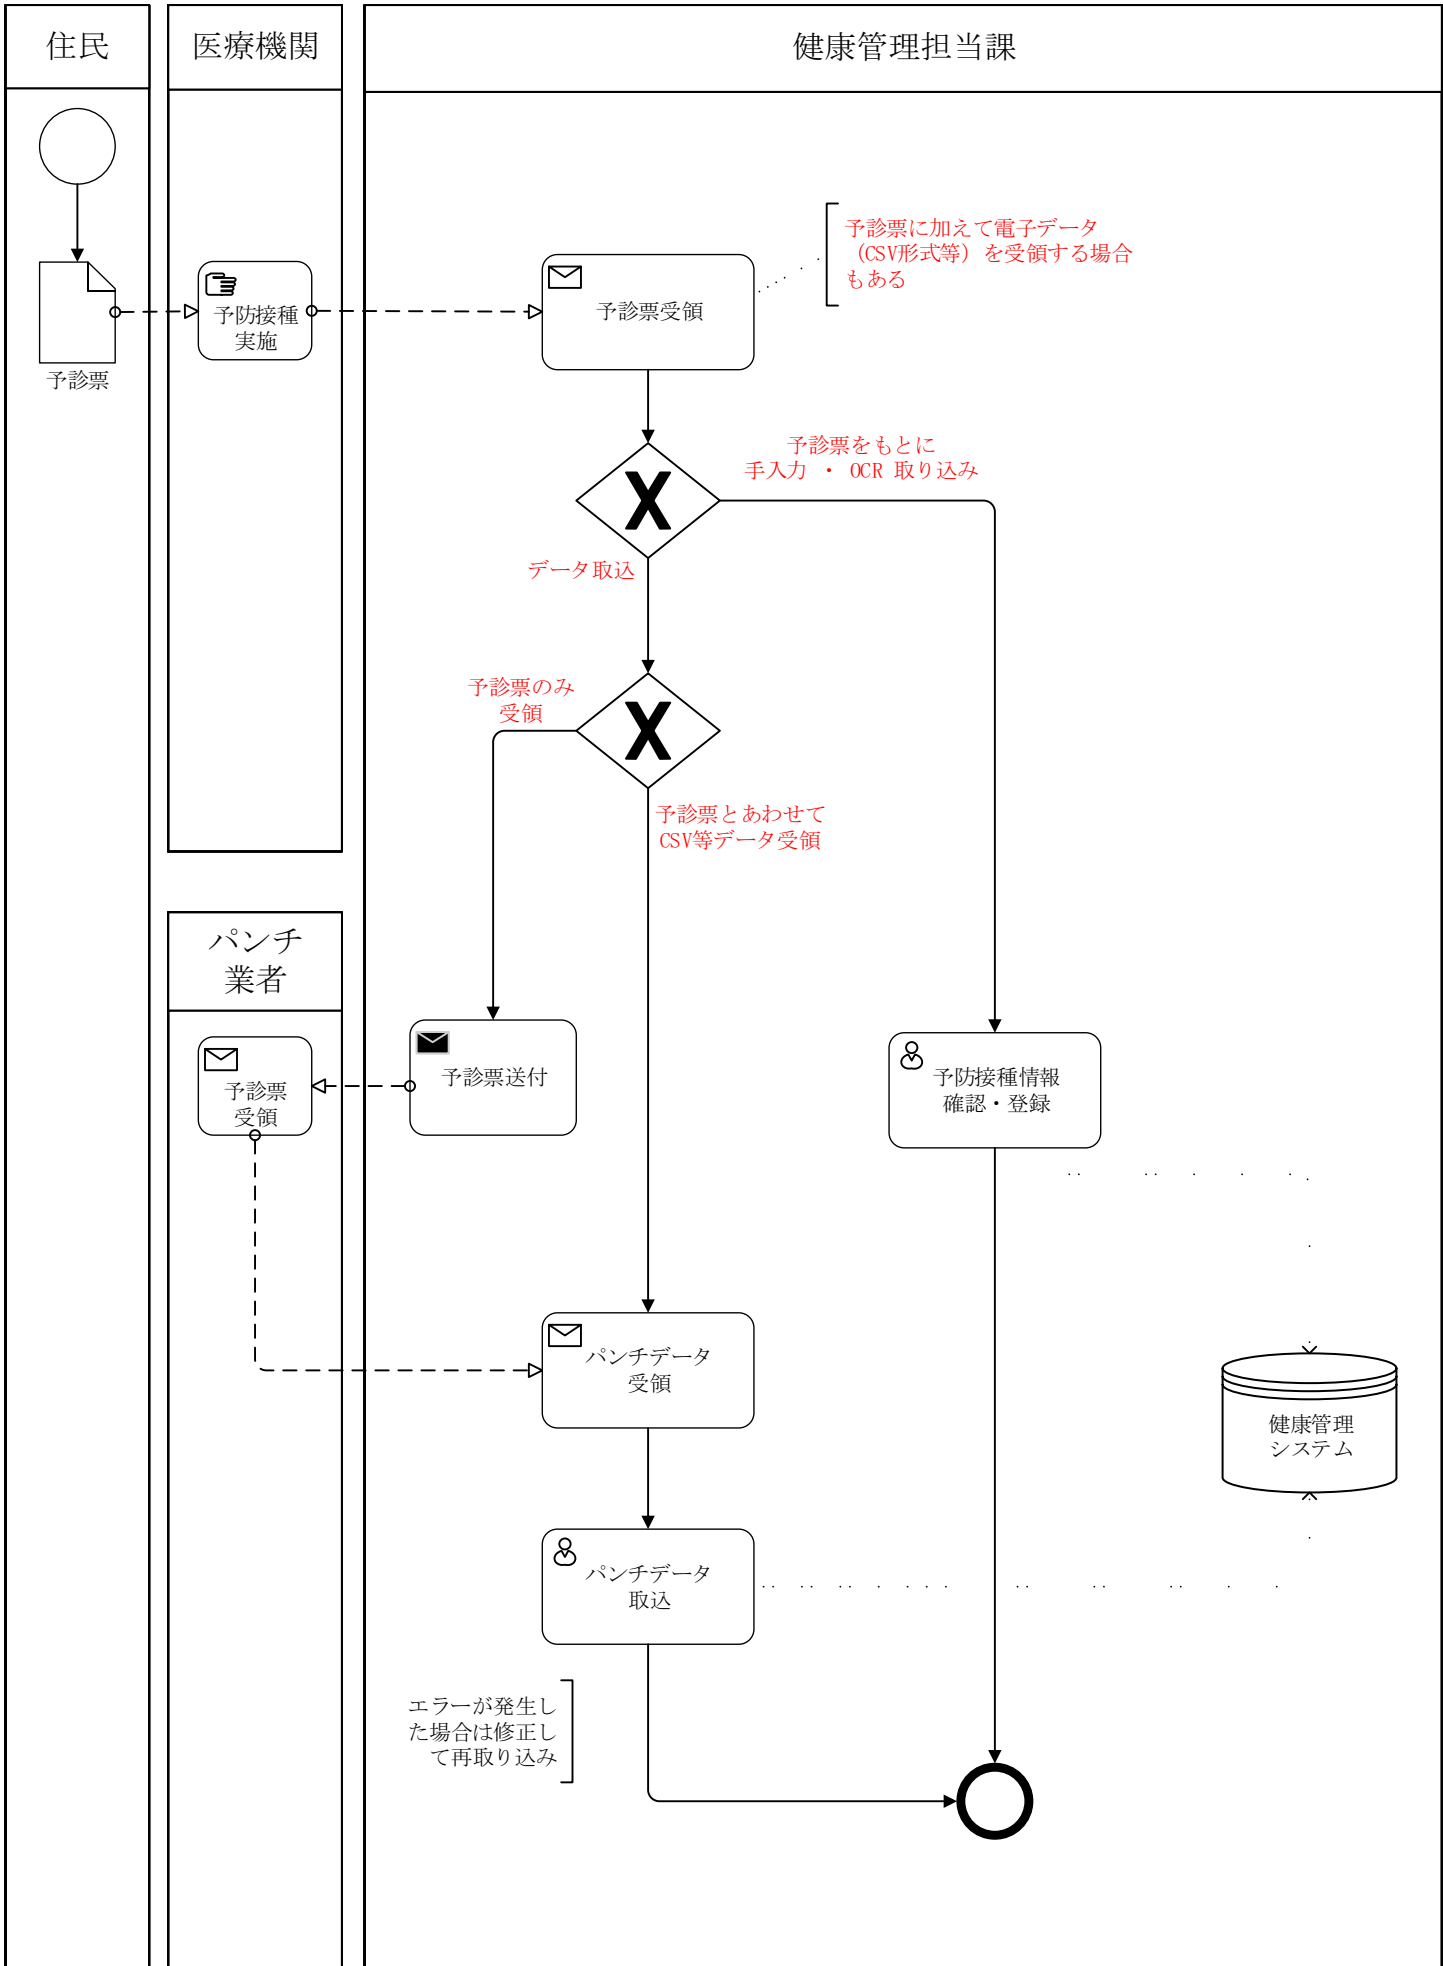 住民
医療機関
健康管理担当課
予診票に加えて電子データ
(CSV形式等)を受領する場合
もある
予防接種
実施
予診票受領
予診票
予診票をもとに
手入力 ・ OCR 取り込み
データ取込
予診票のみ
受領
予診票とあわせて
CSV等データ受領
パンチ
業者
予診票
受領
予診票送付
予防接種情報
確認・登録
パンチデータ
受領
健康管理
システム
パンチデータ
取込
エラーが発生し
た場合は修正し
て再取り込み